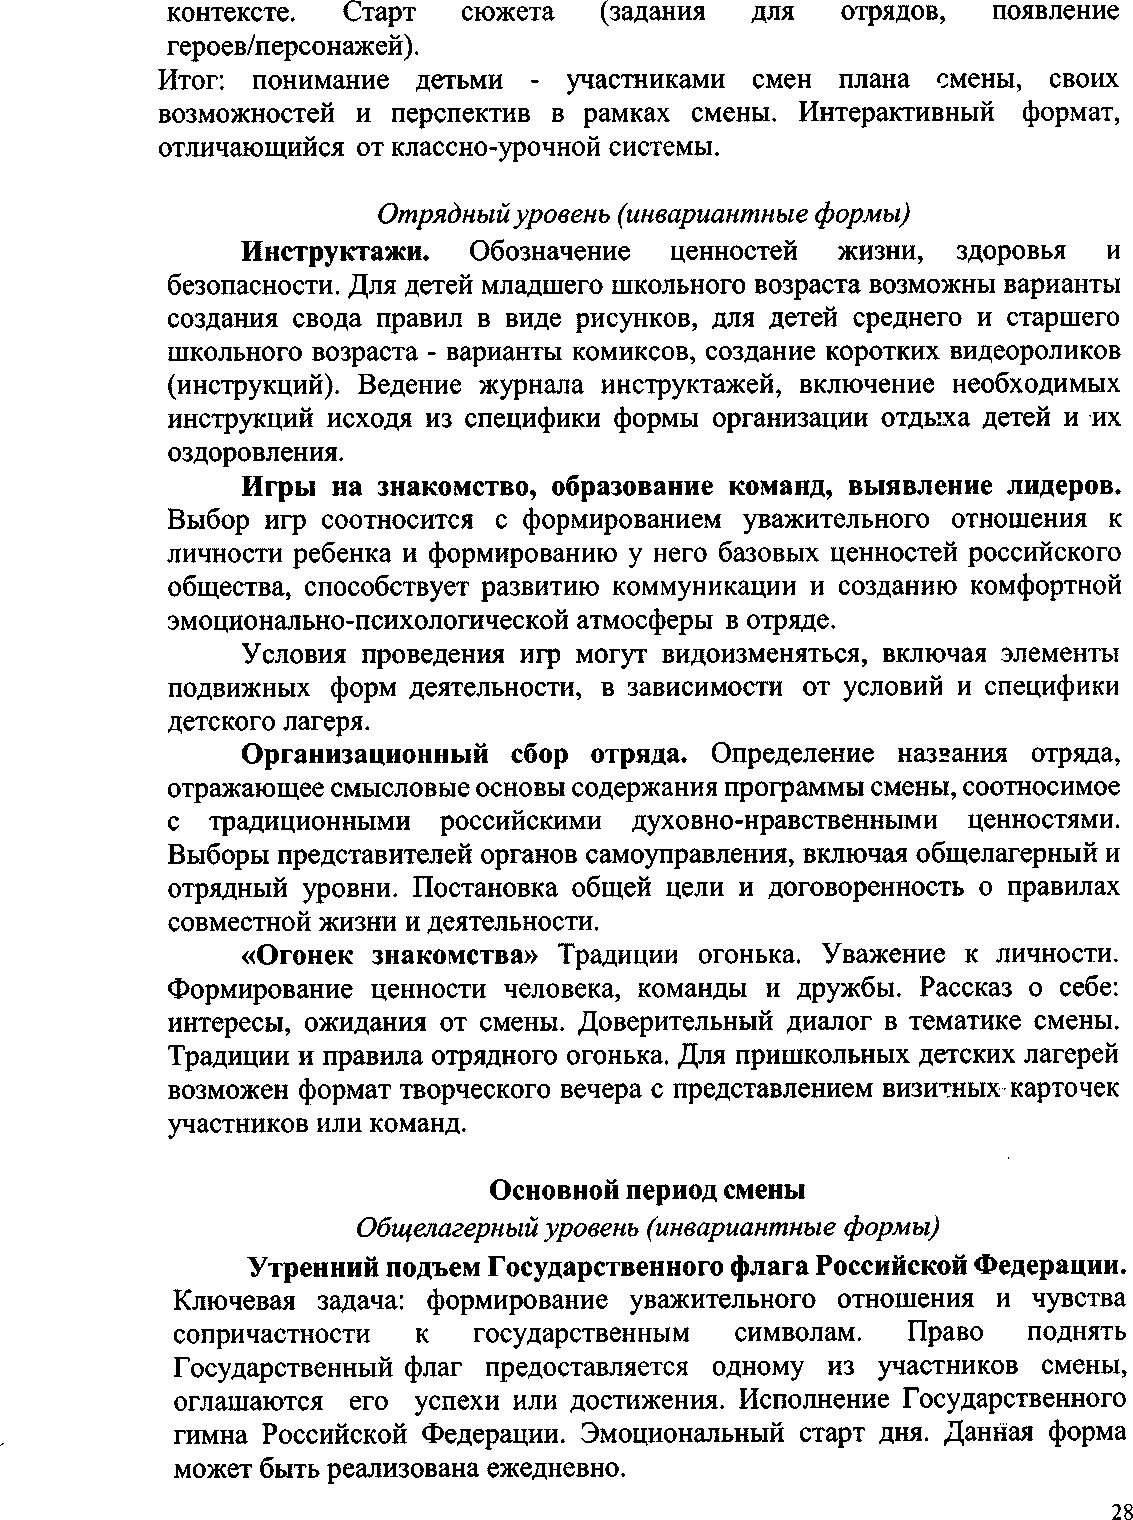 контексте. Старт сюжета (задания для отрядов, появление
героев/персонажей).
Итог: понимание детьми - участниками смен плана смены, своих
возможностей и перспектив в рамках смены. Интерактивный формат,
отличающийся от классно-урочной системы.
Отрядный уровень (инвариантные формы)
Инструктажи. Обозначение ценностей жизни, здоровья и
безопасности. Для детей младшего школьного возраста возможны варианты
создания свода правил в виде рисунков, для детей среднего и старшего
школьного возраста - варианты комиксов, создание коротких видеороликов
(инструкций). Ведение журнала инструктажей, включение необходимых
инструкций исходя из специфики формы организации отдыха детей и их
оздоровления.
Игры на знакомство, образование команд, выявление лидеров.
Выбор игр соотносится с формированием уважительного отношения к
личности ребенка и формированию у него базовых ценностей российского
общества, способствует развитию коммуникации и созданию комфортной
эмоционально-психологической атмосферы в отряде.
Условия проведения игр могут видоизменяться, включая элементы
подвижных форм деятельности, в зависимости от условий и специфики
детского лагеря.
Организационный сбор отряда. Определение названия отряда,
отражающее смысловые основы содержания программы смены, соотносимое
с традиционными российскими духовно-нравственными ценностями.
Выборы представителей органов самоуправления, включая общелагерный и
отрядный уровни. Постановка общей цели и договоренность о правилах
совместной жизни и деятельности.
«Огонек знакомства» Традиции огонька. Уважение к личности.
Формирование ценности человека, команды и дружбы. Рассказ о себе:
интересы, ожидания от смены. Доверительный диалог в тематике смены.
Традиции и правила отрядного огонька. Для пришкольных детских лагерей
возможен формат творческого вечера с представлением визитных карточек
участников или команд.
Основной период смены
Общелагерный уровень (инвариантные формы)
Утренний подъем Государственного флага Российской Федерации.
Ключевая задача: формирование уважительного отношения и чувства
сопричастности к государственным символам. Право поднять
Государственный флаг предоставляется одному из участников смены,
оглашаются его успехи или достижения. Исполнение Государственного
гимна Российской Федерации. Эмоциональный старт дня. Данная форма
может быть реализована ежедневно.
28